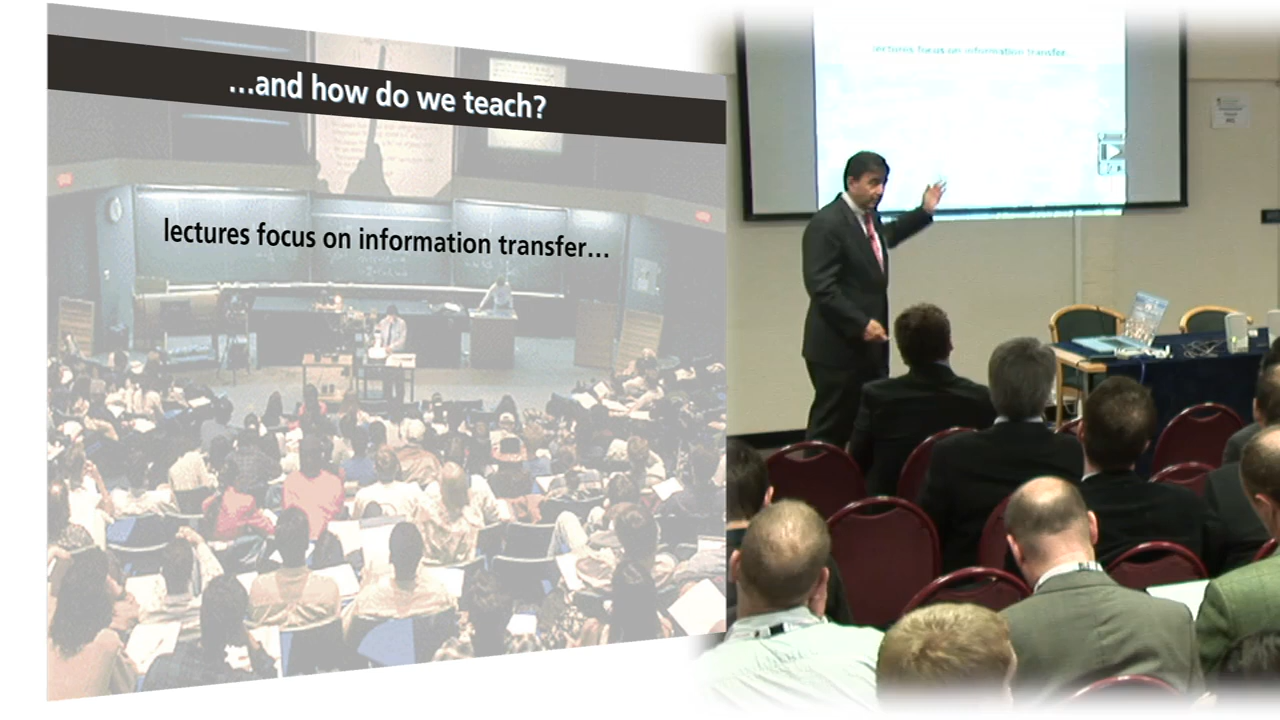 ...and how do we teach?
lectures focus on information transfer...
lectures focus on information transfer...